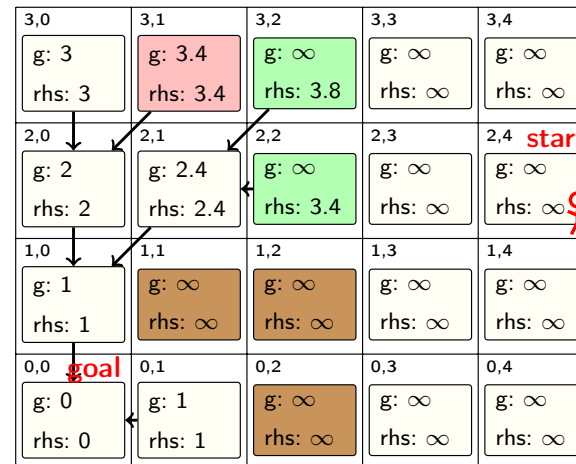 3,0 3,1 3,2 3,3 3,4
g: 3 g: 3.4 g: ∞ g: ∞ g: ∞
rhs: 3 rhs: 3.4 rhs: 3.8 rhs: ∞ rhs: ∞
2,0 2,1 2,2 2,3 2,4 star
g: 2 g: 2.4 g: ∞ g: ∞ g: ∞
rhs: 2 rhs: 2.4 rhs: 3.4 rhs: ∞ rhs: ∞
1,0 1,1 1,2 1,3 1,4
g: 1 g: ∞ g: ∞ g: ∞ g: ∞
rhs: 1 rhs: ∞ rhs: ∞ rhs: ∞ rhs: ∞
0,0 goal 0,1 0,2 0,3 0,4
g: 0 g: 1 g: ∞ g: ∞ g: ∞
rhs: 0 rhs: 1 rhs: ∞ rhs: ∞ rhs: ∞